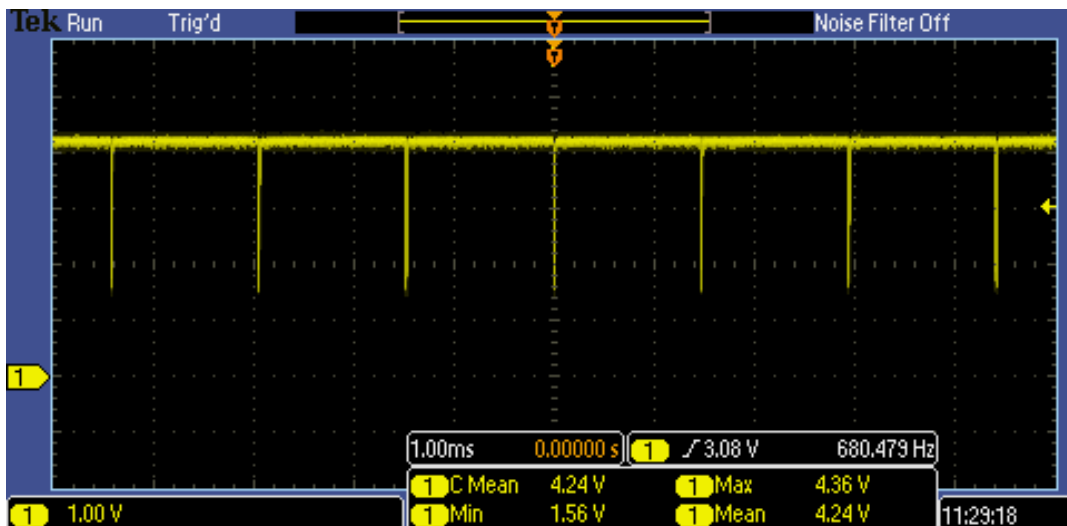 Tek Run Trig'd Noise Filter Off
T
T
1
1.00ms 0.00000 s 1 3.08 V 680.479 Hz
1 C Mean 4.24 V 1 Max 4.36 V
1 1.00 V 1 Min 1.56 V 1 Mean 4.24 V 11:29:18